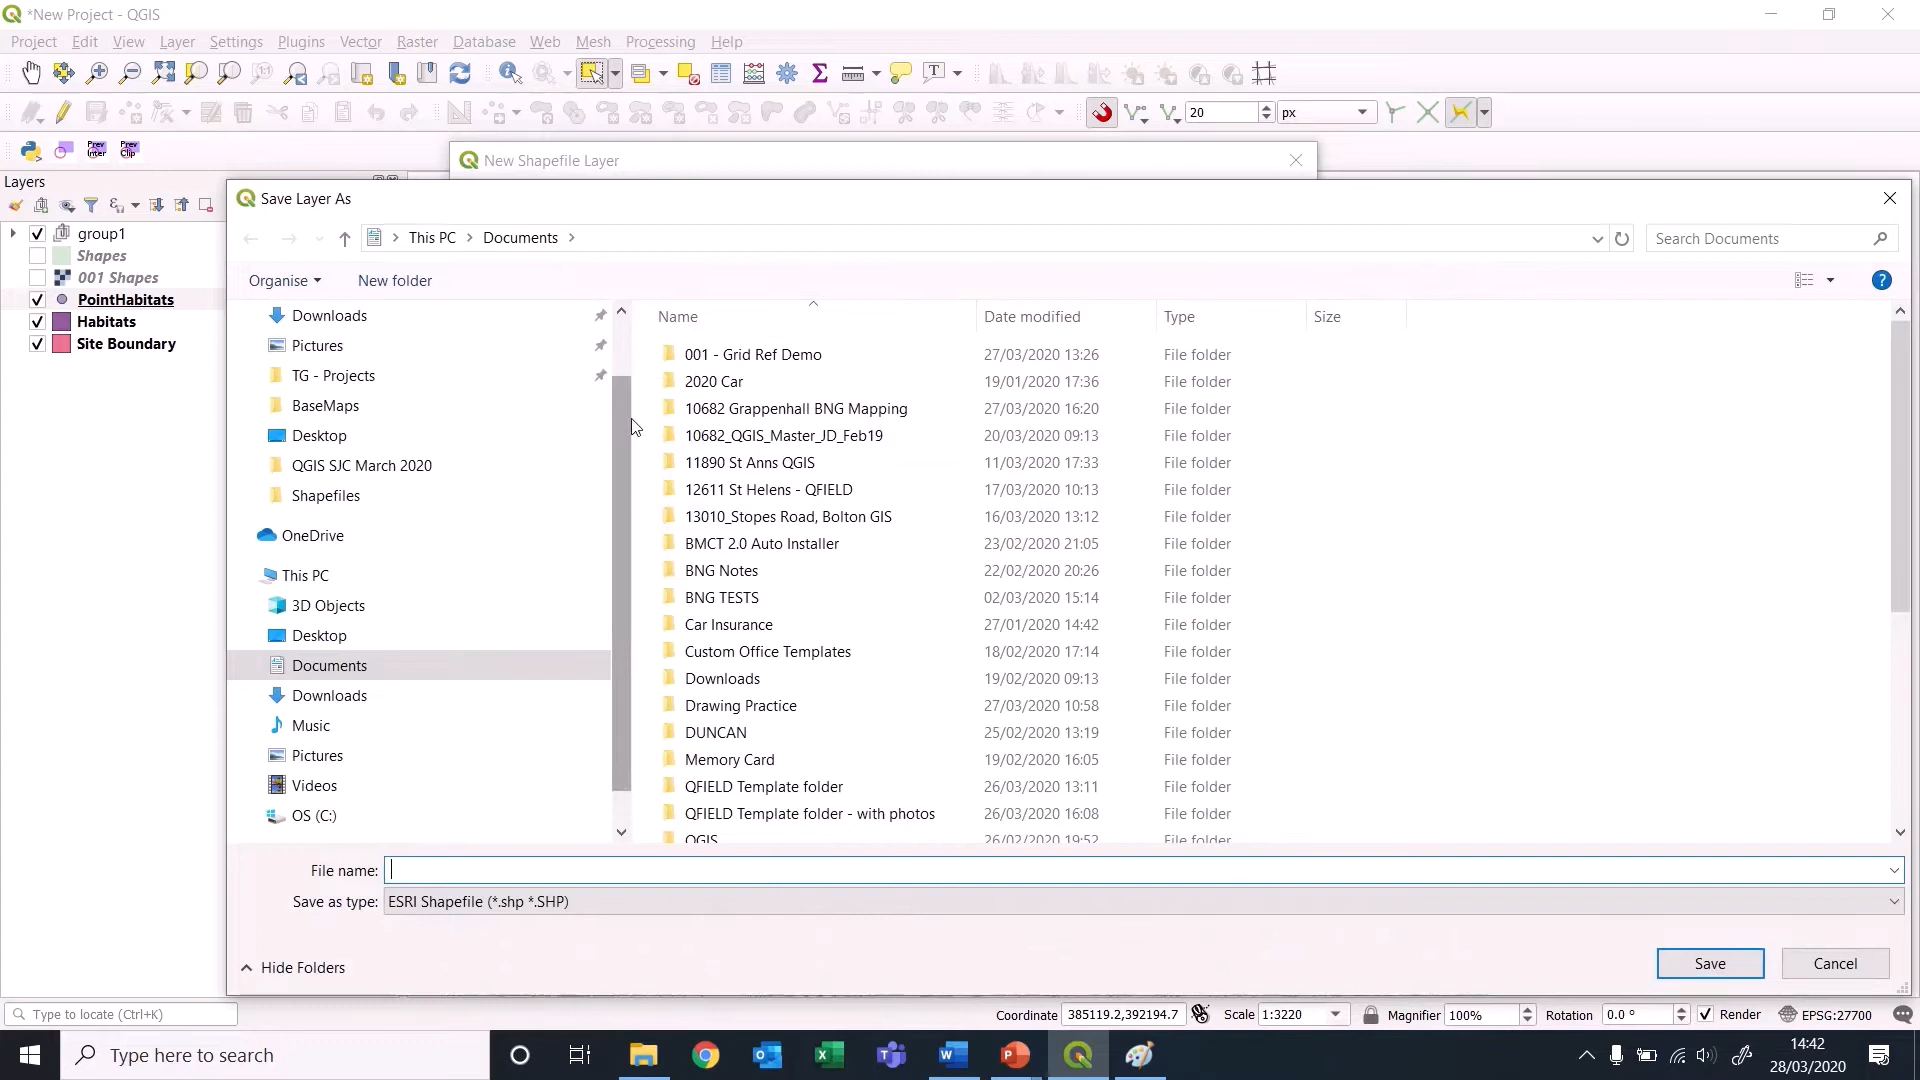 *New Project - QGIS
Project Edit View Layer Settings Plugins Vector Raster Database Web Mesh Processing Help
20 px
Prev Inter Prev Clip
New Shapefile Layer
Layers
group1
Shapes
001 Shapes
PointHabitats
Habitats
Site Boundary
Save Layer As
This PC Documents
Search Documents
Organise New folder
Downloads
Pictures
TG - Projects
BaseMaps
Desktop
QGIS SJC March 2020
Shapefiles
OneDrive
This PC
3D Objects
Desktop
Documents
Downloads
Music
Pictures
Videos
OS (C:)
Name Date modified Type Size
001 - Grid Ref Demo 27/03/2020 13:26 File folder
2020 Car 19/01/2020 17:36 File folder
10682 Grappenhall BNG Mapping 27/03/2020 16:20 File folder
10682_QGIS_Master_JD_Feb19 20/03/2020 09:13 File folder
11890 St Anns QGIS 11/03/2020 17:33 File folder
12611 St Helens - QFIELD 17/03/2020 10:13 File folder
13010_Stopes Road, Bolton GIS 16/03/2020 13:12 File folder
BMCT 2.0 Auto Installer 23/02/2020 21:05 File folder
BNG Notes 22/02/2020 20:26 File folder
BNG TESTS 02/03/2020 15:14 File folder
Car Insurance 27/01/2020 14:42 File folder
Custom Office Templates 18/02/2020 17:14 File folder
Downloads 19/02/2020 09:13 File folder
Drawing Practice 27/03/2020 10:58 File folder
DUNCAN 25/02/2020 13:19 File folder
Memory Card 19/02/2020 16:05 File folder
QFIELD Template folder 26/03/2020 13:11 File folder
QFIELD Template folder - with photos 26/03/2020 16:08 File folder
QGIS 26/02/2020 19:52 File folder
File name:
Save as type: ESRI Shapefile (*.shp *.SHP)
Hide Folders
Save Cancel
Type to locate (Ctrl+K)
Coordinate 385119.2,392194.7 Scale 1:3220 Magnifier 100% Rotation 0.0 ° Render EPSG:27700
Type here to search
14:42
28/03/2020